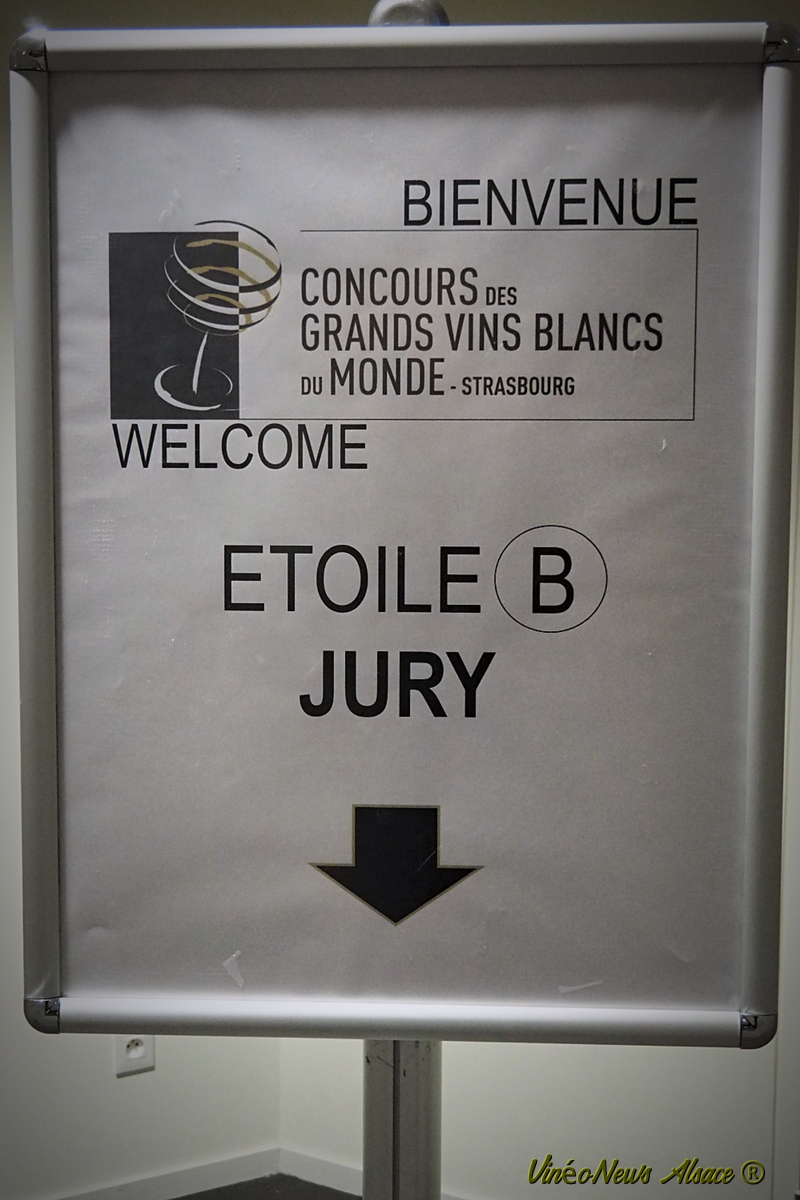 BIENVENUE
CONCOURS DES
GRANDS VINS BLANCS
DU MONDE - STRASBOURG
WELCOME
ETOILE B
JURY
VinéoNews Alsace ®